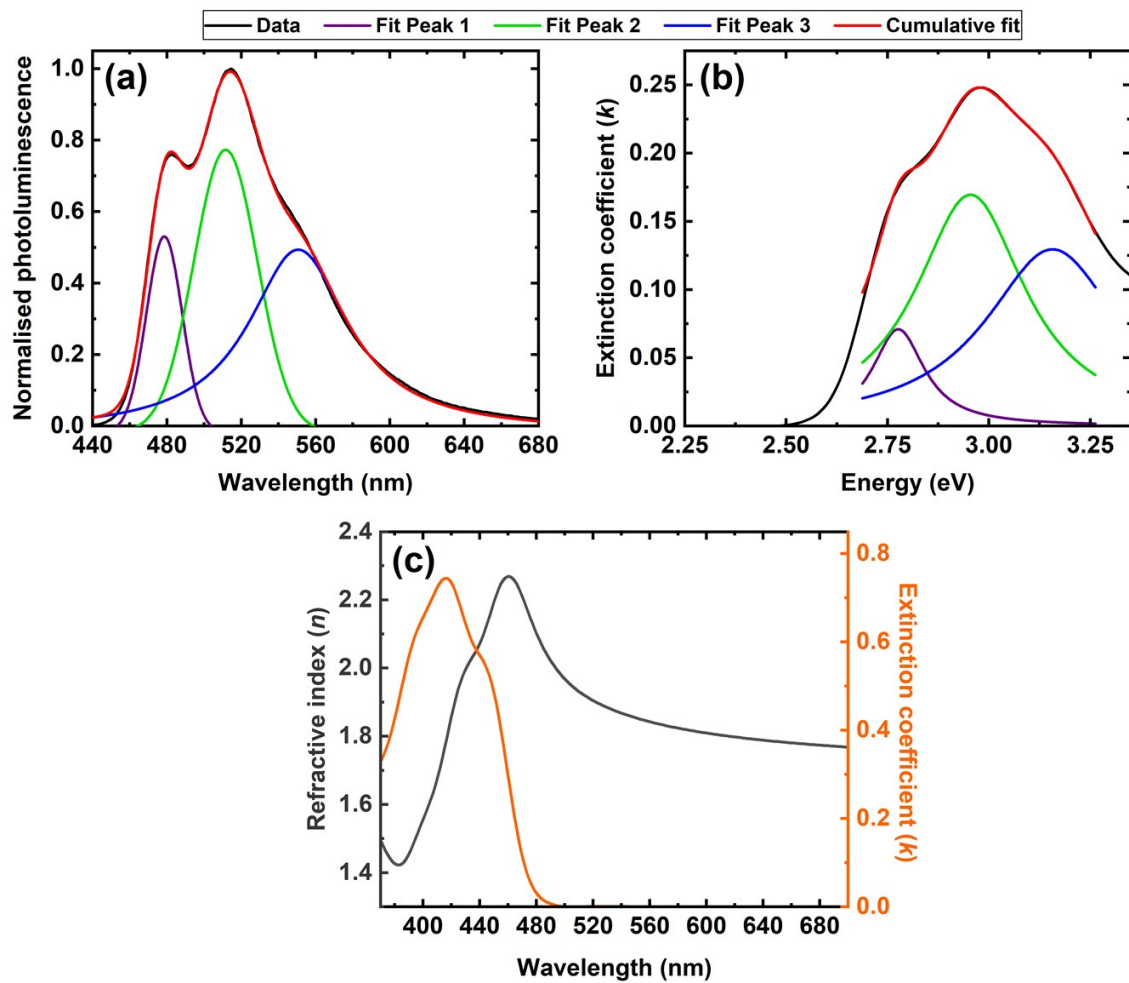 Data Fit Peak 1 Fit Peak 2 Fit Peak 3 Cumulative fit
(a)
Normalised photoluminescence
1.0
0.8
0.6
0.4
0.2
0.0
440 480 520 560 600 640 680
Wavelength (nm)
(b)
Extinction coefficient (k)
0.25
0.20
0.15
0.10
0.05
0.00
2.25 2.50 2.75 3.00 3.25
Energy (eV)
(c)
Refractive index (n)
2.4
2.2
2.0
1.8
1.6
1.4
400 440 480 520 560 600 640 680
Wavelength (nm)
0.8
0.6
0.4
0.2
0.0
Extinction coefficient (k)